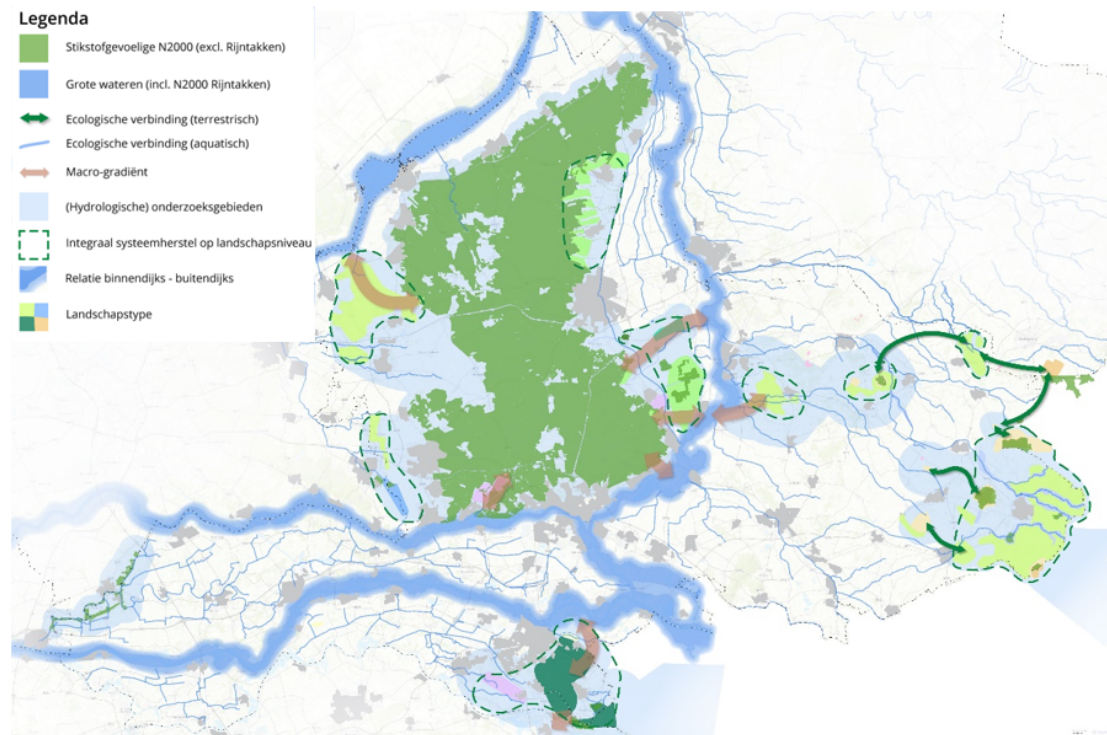 Legenda
Stikstofgevoelige N2000 (excl. Rijntakken)
Grote wateren (incl. N2000 Rijntakken)
Ecologische verbinding (terrestrisch)
Ecologische verbinding (aquatisch)
Macro-gradiënt
(Hydrologische) onderzoeksgebieden
Integraal systeemherstel op landschapsniveau
Relatie binnendijks - buitendijks
Landschapstype